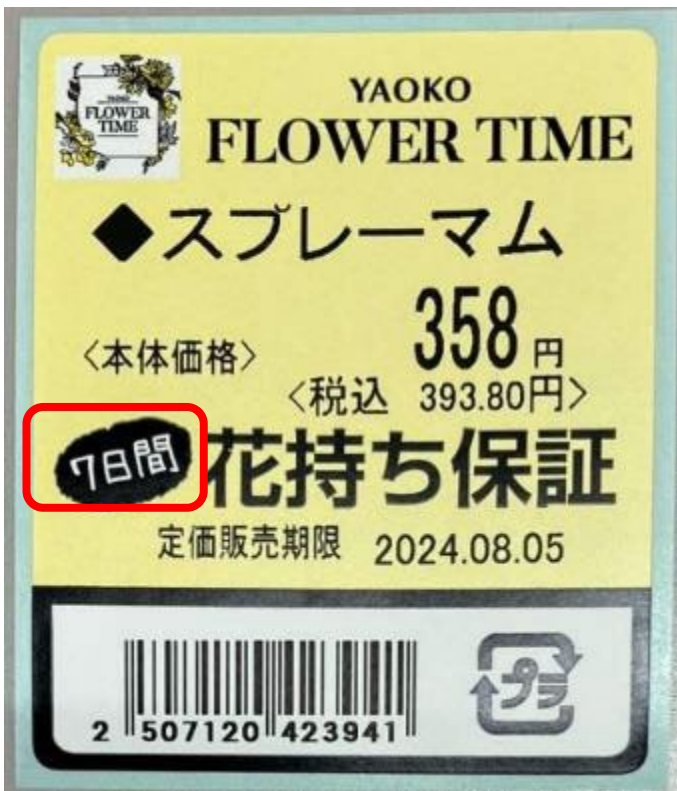 YAOKO
FLOWER
TIME
YAOKO
FLOWER TIME
◆スプレーマム
358円
〈本体価格〉
〈税込 393.80円〉
7日間 花持ち保証
定価販売期限 2024.08.05
プラ
2 507120 423941